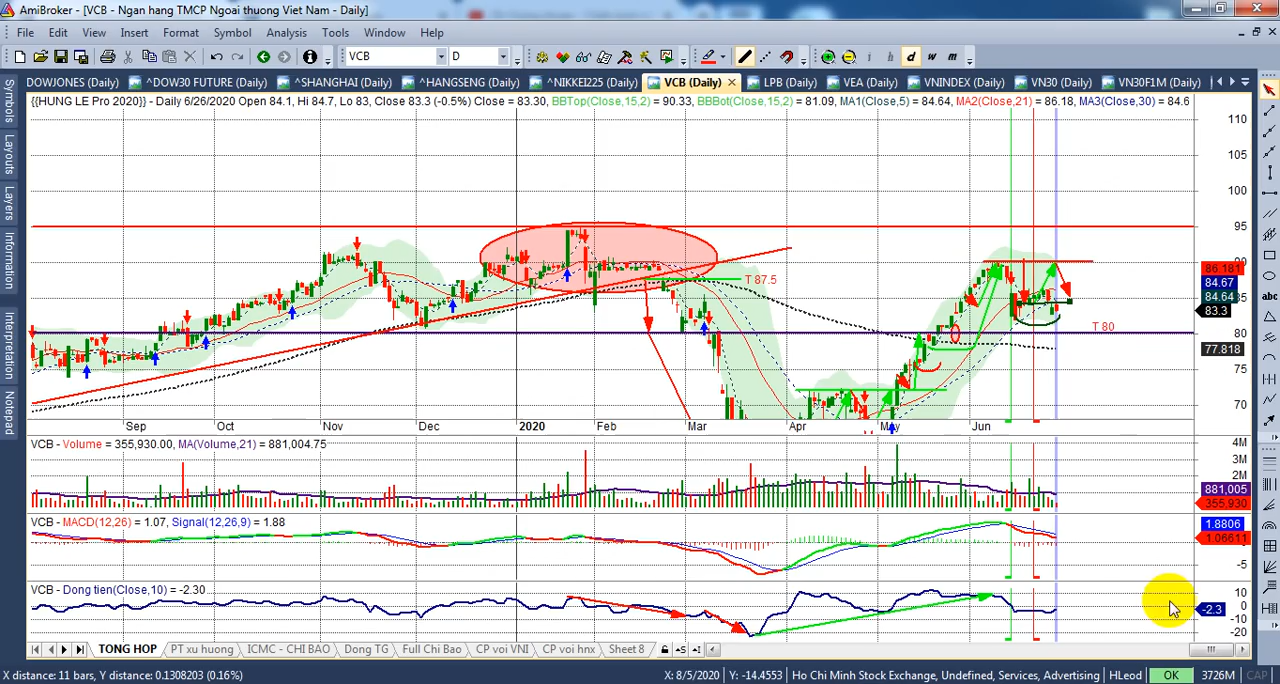 AmiBroker - [VCB - Ngan hang TMCP Ngoai thuong Viet Nam - Daily]
File Edit View Insert Format Symbol Analysis Tools Window Help
VCB D i h d w m
DOWJONES (Daily) ^DOW30 FUTURE (Daily) ^SHANGHAI (Daily) ^HANGSENG (Daily) ^NIKKEI225 (Daily) VCB (Daily) LPB (Daily) VEA (Daily) VNINDEX (Daily) VN30 (Daily) VN30F1M (Daily)
{{HUNG LE Pro 2020}} - Daily 6/26/2020 Open 84.1, Hi 84.7, Lo 83, Close 83.3 (-0.5%) Close = 83.30, BBTop(Close,15,2) = 90.33, BBBot(Close,15,2) = 81.09, MA1(Close,5) = 84.64, MA2(Close,21) = 86.18, MA3(Close,30) = 84.6
Symbols
Layouts
Layers
Information
Interpretation
Notepad
110
105
100
95
90
86.181
84.67
85
84.64
83.3
80
77.818
75
70
T 87.5
T 80
abc
Sep Oct Nov Dec 2020 Feb Mar Apr May Jun
VCB - Volume = 355,930.00, MA(Volume,21) = 881,004.75
4M
3M
2M
881,005
355,930
VCB - MACD(12,26) = 1.07, Signal(12,26,9) = 1.88
1.8806
1.06611
-5
VCB - Dong tien(Close,10) = -2.30
10
0
-2.3
-10
-20
TONG HOP PT xu huong ICMC - CHI BAO Dong TG Full Chi Bao CP voi VNI CP voi hnx Sheet 8
X distance: 11 bars, Y distance: 0.1308203 (0.16%) X: 8/5/2020 Y: -14.4553 Ho Chi Minh Stock Exchange, Undefined, Services, Advertising HLeod OK 3726M CAP